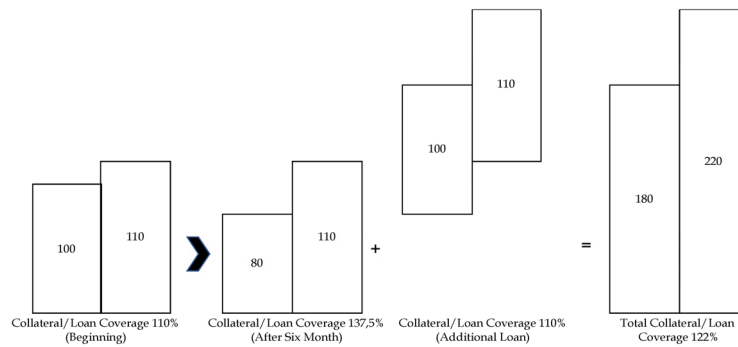 100
110
Collateral/Loan Coverage 110%
(Beginning)
80
110
Collateral/Loan Coverage 137,5%
(After Six Month)
+
100
110
Collateral/Loan Coverage 110%
(Additional Loan)
=
180
220
Total Collateral/Loan
Coverage 122%